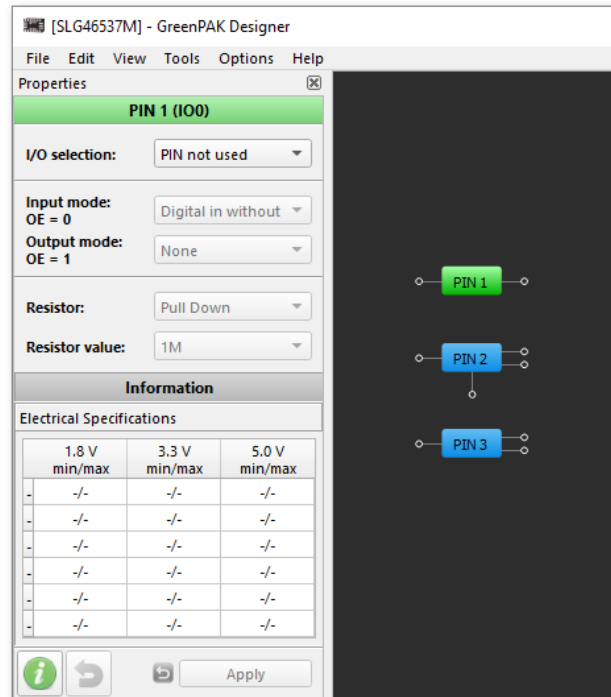 [SLG46537M] - GreenPAK Designer
File Edit View Tools Options Help
Properties
PIN 1 (IO0)
I/O selection: PIN not used
Input mode: Digital in without
OE = 0
Output mode: None
OE = 1
Resistor: Pull Down
Resistor value: 1M
Information
Electrical Specifications
1.8 V 3.3 V 5.0 V
min/max min/max min/max
- -/- -/- -/-
- -/- -/- -/-
- -/- -/- -/-
- -/- -/- -/-
- -/- -/- -/-
- -/- -/- -/-
i Apply
PIN 1
PIN 2
PIN 3